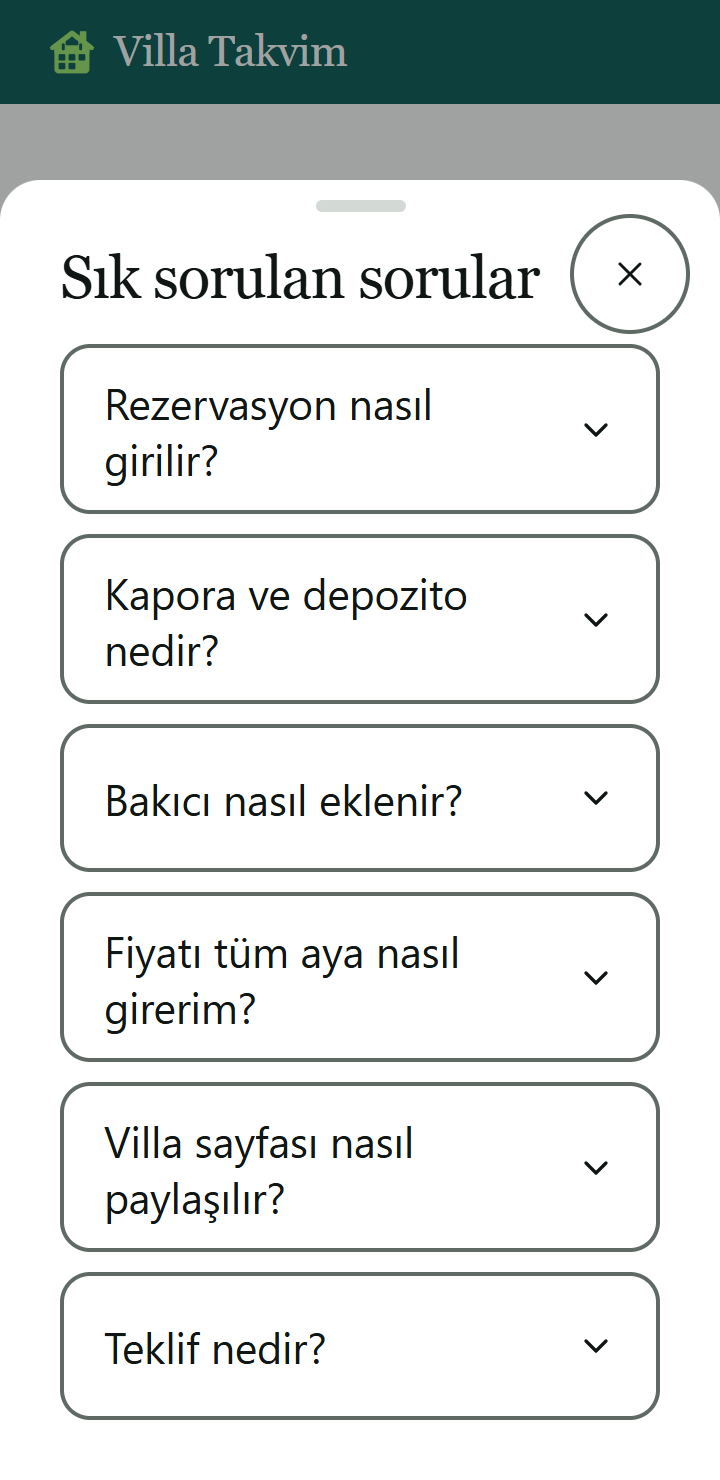 Villa Takvim
Sık sorulan sorular
Rezervasyon nasıl
girilir?
Kapora ve depozito
nedir?
Bakıcı nasıl eklenir?
Fiyatı tüm aya nasıl
girerim?
Villa sayfası nasıl
paylaşılır?
Teklif nedir?